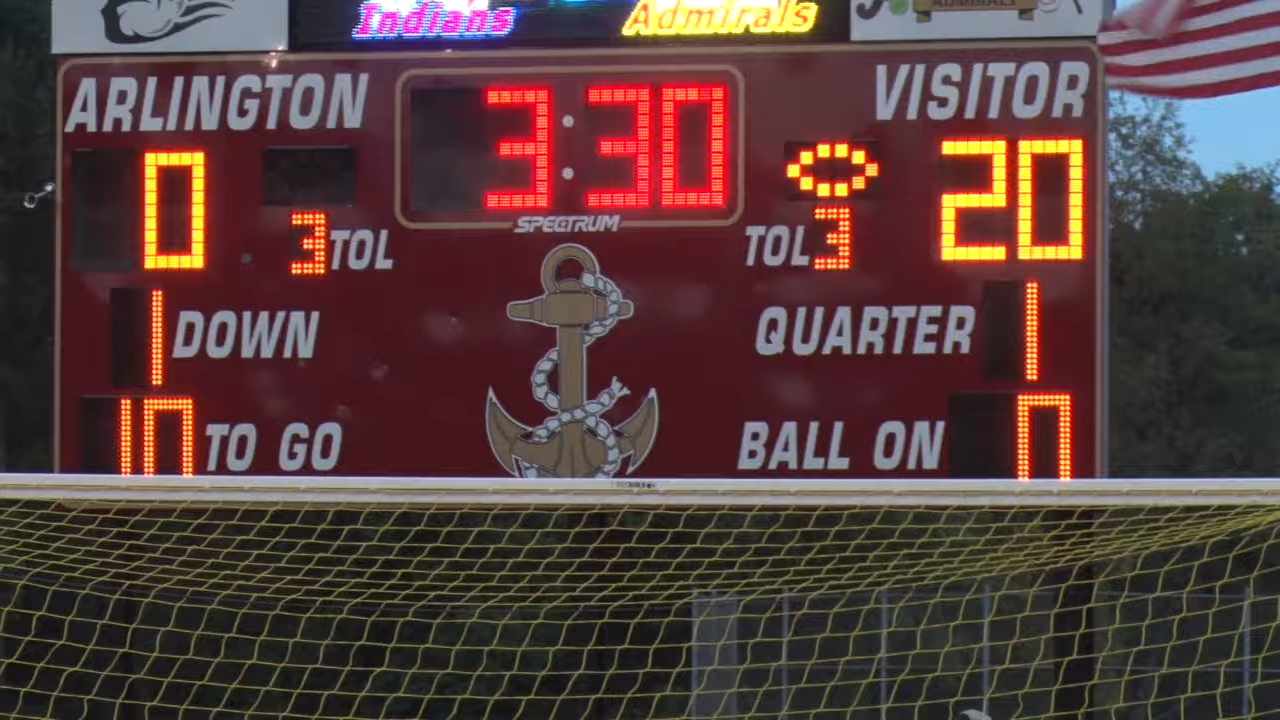 Indians Admirals
ADMIRALS
ARLINGTON 3:30 VISITOR
0 20
SPECTRUM
3 TOL TOL 3
1 DOWN QUARTER 1
10 TO GO BALL ON 0